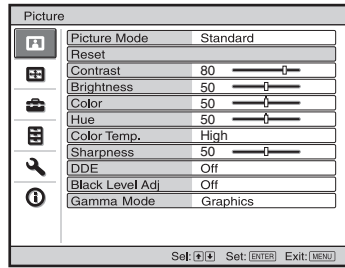 Picture
Picture Mode Standard
Reset
Contrast 80
Brightness 50
Color 50
Hue 50
Color Temp. High
Sharpness 50
DDE Off
Black Level Adj Off
Gamma Mode Graphics
Sel: Set: ENTER Exit: MENU